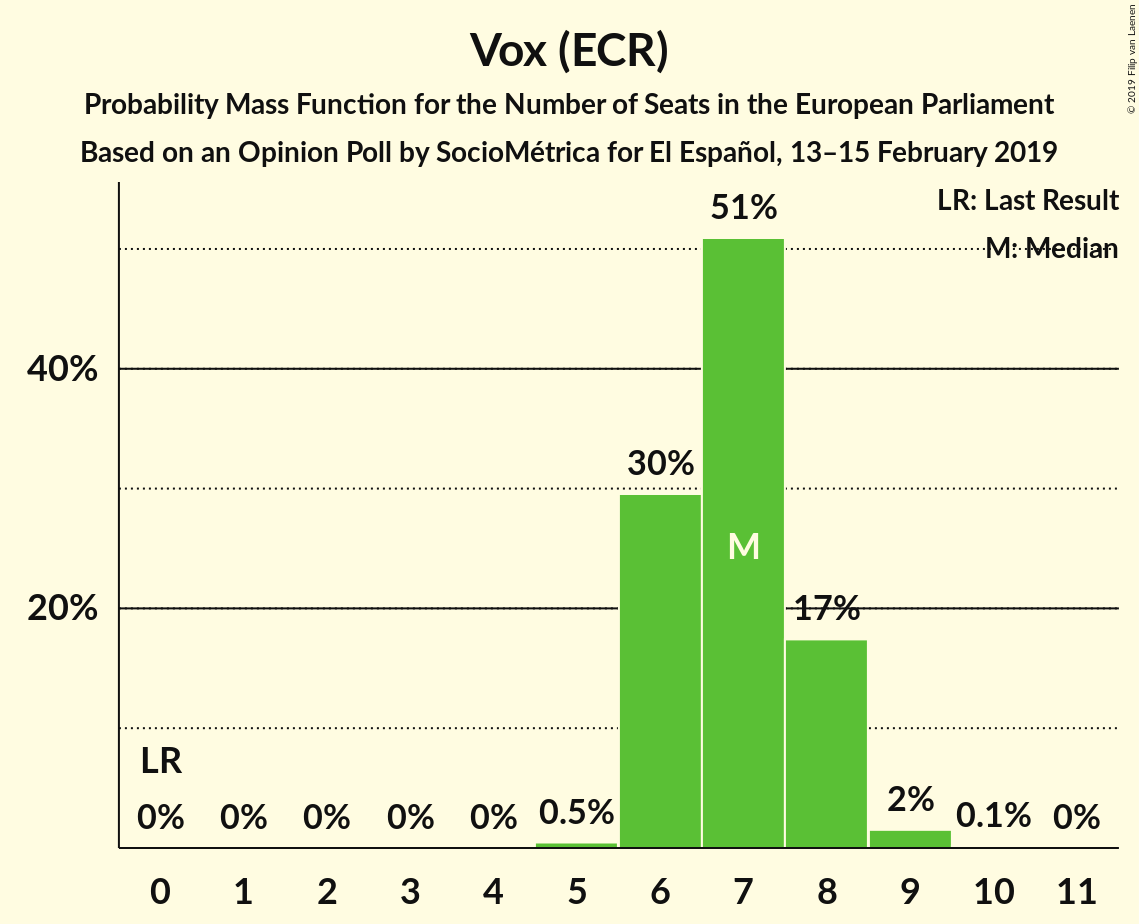 Vox (ECR)
Probability Mass Function for the Number of Seats in the European Parliament
Based on an Opinion Poll by SocioMétrica for El Español, 13–15 February 2019
© 2019 Filip van Laenen
LR: Last Result
M: Median
51%
40%
30%
M
20%
17%
LR
0% 0% 0% 0% 0% 0.5% 2% 0.1% 0%
0 1 2 3 4 5 6 7 8 9 10 11